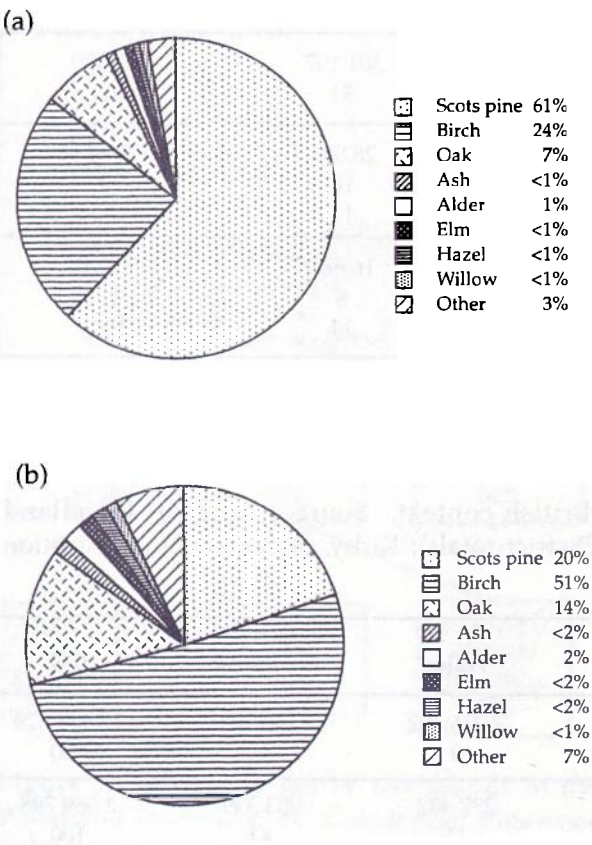 (a)
Scots pine 61%
Birch 24%
Oak 7%
Ash <1%
Alder 1%
Elm <1%
Hazel <1%
Willow <1%
Other 3%
(b)
Scots pine 20%
Birch 51%
Oak 14%
Ash <2%
Alder 2%
Elm <2%
Hazel <2%
Willow <1%
Other 7%